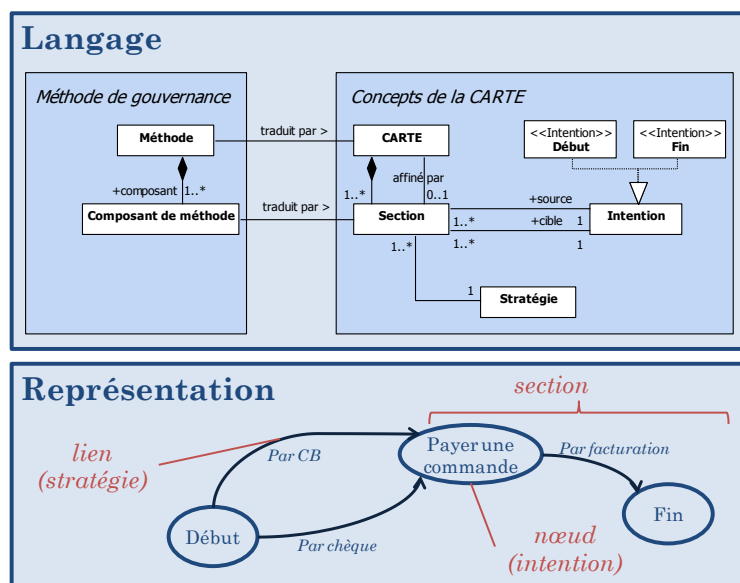 Langage
Méthode de gouvernance
Concepts de la CARTE
<<Intention>>
Début
<<Intention>>
Fin
Méthode
traduit par >
CARTE
+composant
1..*
1..*
affiné par
0..1
Composant de méthode
traduit par >
Section
+source
1..*
+cible
1
1..*
1
Intention
1..*
1
Stratégie
Représentation
section
lien
(stratégie)
Par CB
Payer une
commande
Par facturation
Début
Par chèque
Fin
nœud
(intention)